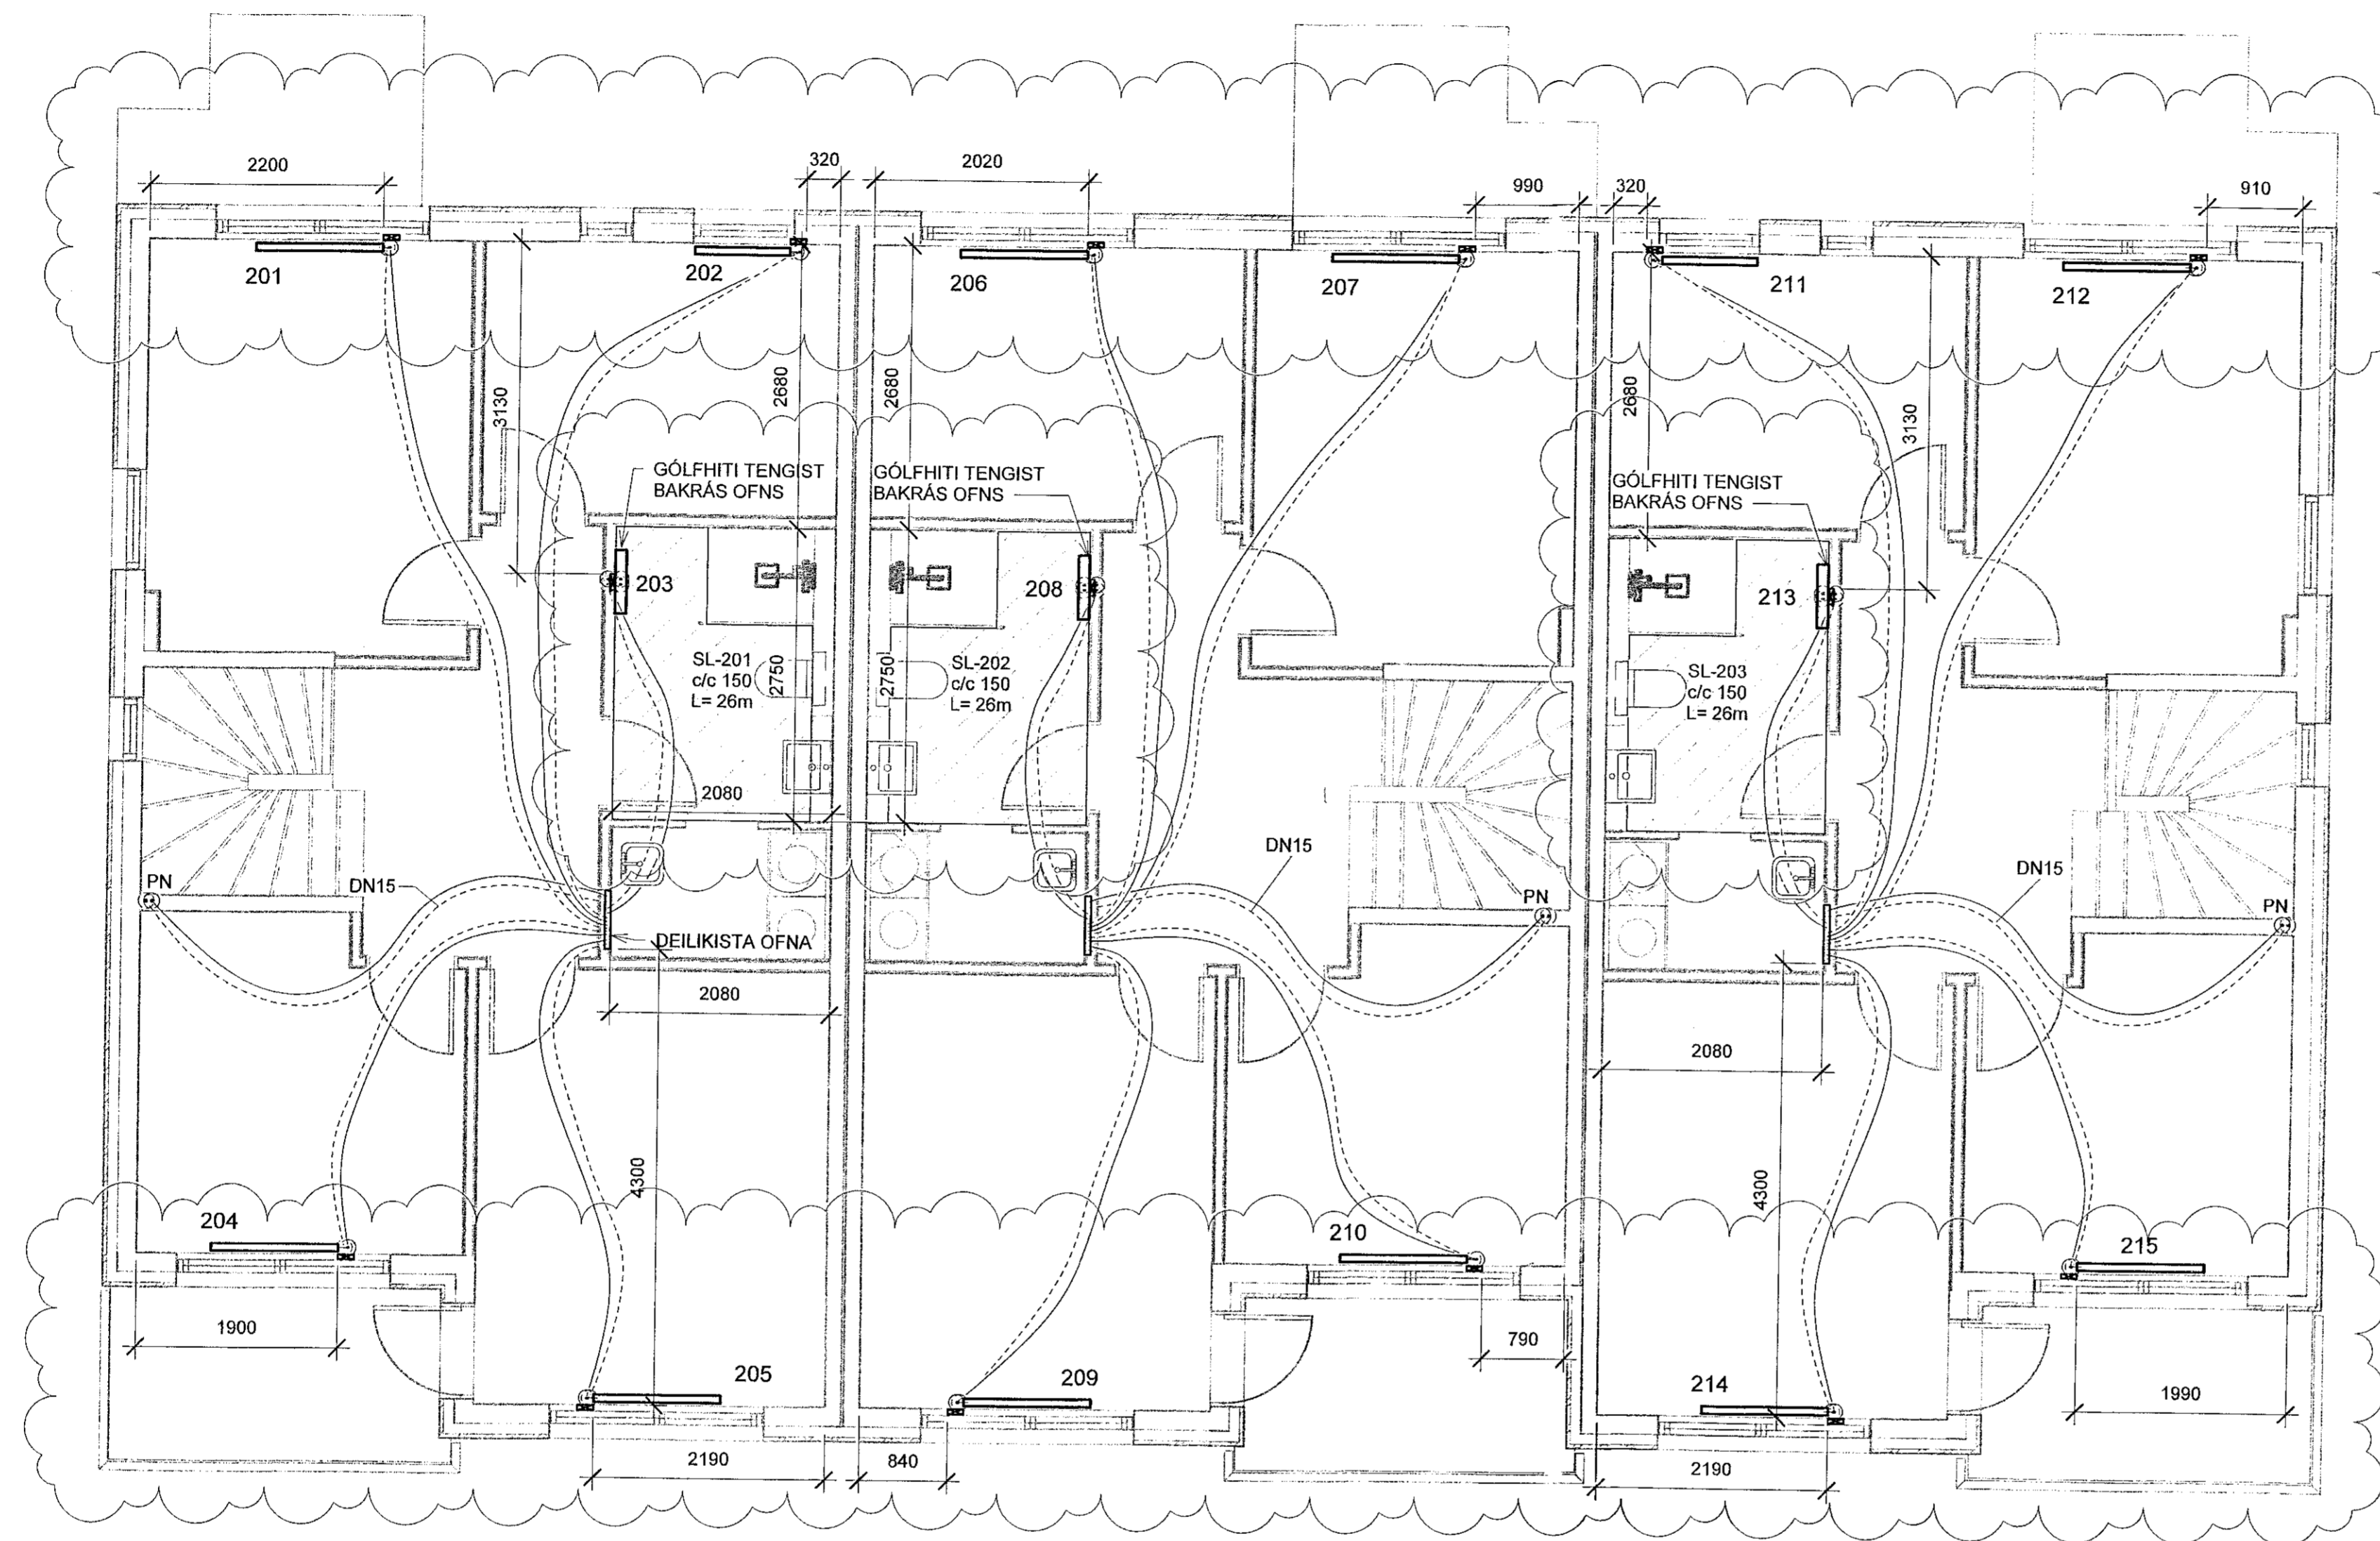 2200
320
2020
990
320
910
201
202
206
207
211
212
3130
2680
2680
2680
3130
GÓLFHITI TENGIST
BAKRÁS OFNS
GÓLFHITI TENGIST
BAKRÁS OFNS
GÓLFHITI TENGIST
BAKRÁS OFNS
203
208
213
SL-201
c/c 150
L= 26m
2750
2750
SL-202
c/c 150
L= 26m
SL-203
c/c 150
L= 26m
2080
PN
DN15
DN15
PN
DN15
PN
DEILIKISTA OFNA
2080
2080
4300
4300
204
210
215
1900
790
205
209
214
1990
2190
840
2190